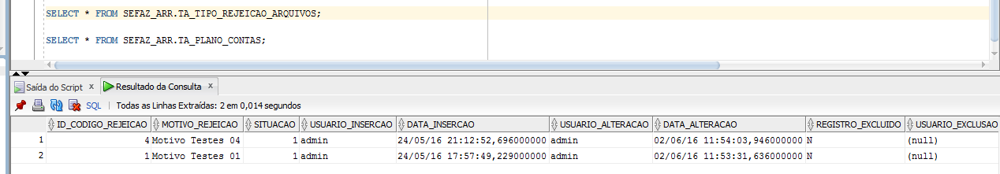 SELECT * FROM SEFAZ_ARR.TA_TIPO_REJEICAO_ARQUIVOS;
SELECT * FROM SEFAZ_ARR.TA_PLANO_CONTAS;
Saída do Script x Resultado da Consulta x
SQL | Todas as Linhas Extraídas: 2 em 0,014 segundos
ID_CODIGO_REJEICAO MOTIVO_REJEICAO SITUACAO USUARIO_INSERCAO DATA_INSERCAO USUARIO_ALTERACAO DATA_ALTERACAO REGISTRO_EXCLUIDO USUARIO_EXCLUSAO
1 4 Motivo Testes 04 1 admin 24/05/16 21:12:52,696000000 admin 02/06/16 11:54:03,946000000 N (null)
2 1 Motivo Testes 01 1 admin 24/05/16 17:57:49,229000000 admin 02/06/16 11:53:31,636000000 N (null)